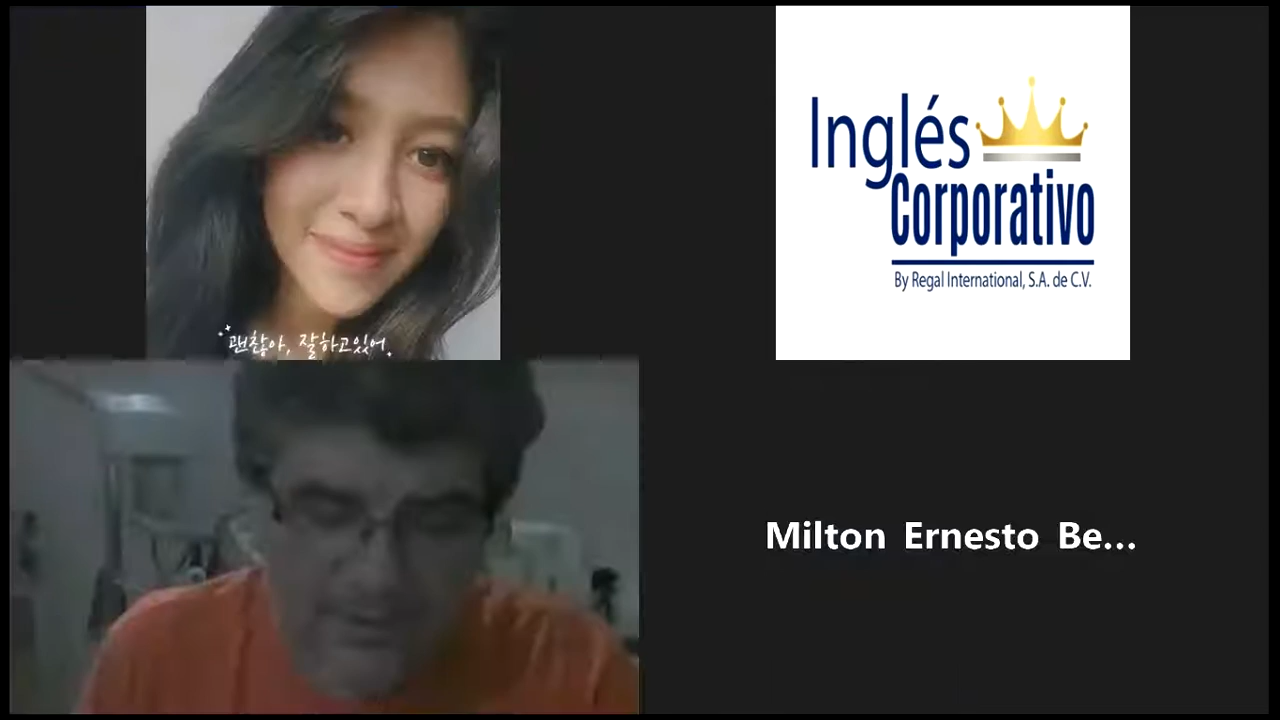 괜찮아, 잘하고있어.
Inglés
Corporativo
By Regal International, S.A. de C.V.
Milton Ernesto Be...